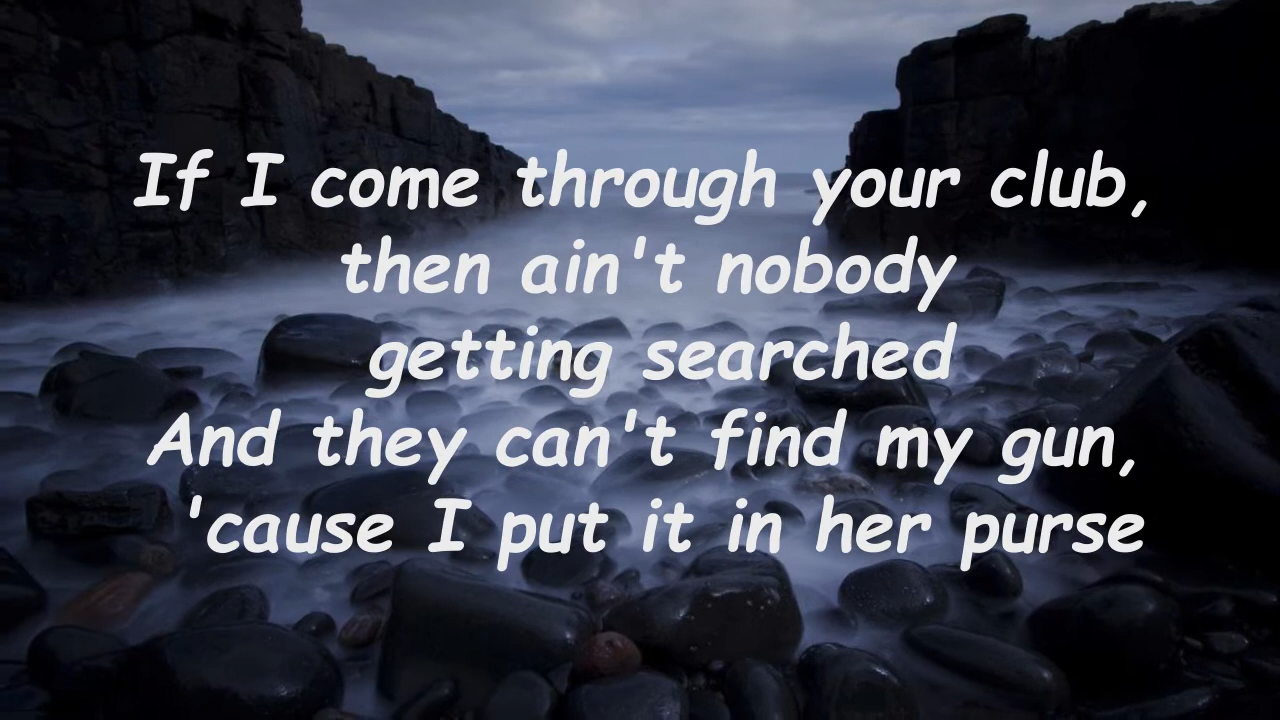 If I come through your club,
then ain't nobody
getting searched
And they can't find my gun,
'cause I put it in her purse